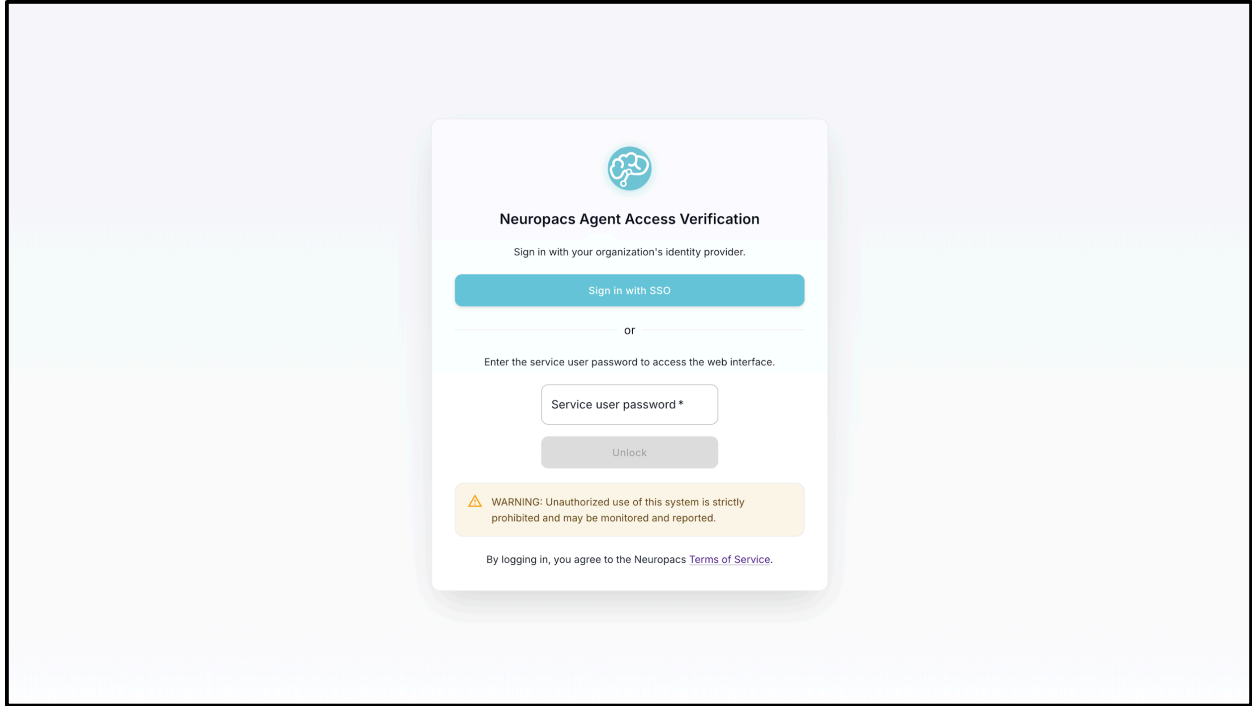 Neuropacs Agent Access Verification
Sign in with your organization's identity provider.
Sign in with SSO
or
Enter the service user password to access the web interface.
Service user password *
Unlock
WARNING: Unauthorized use of this system is strictly
prohibited and may be monitored and reported.
By logging in, you agree to the Neuropacs Terms of Service.